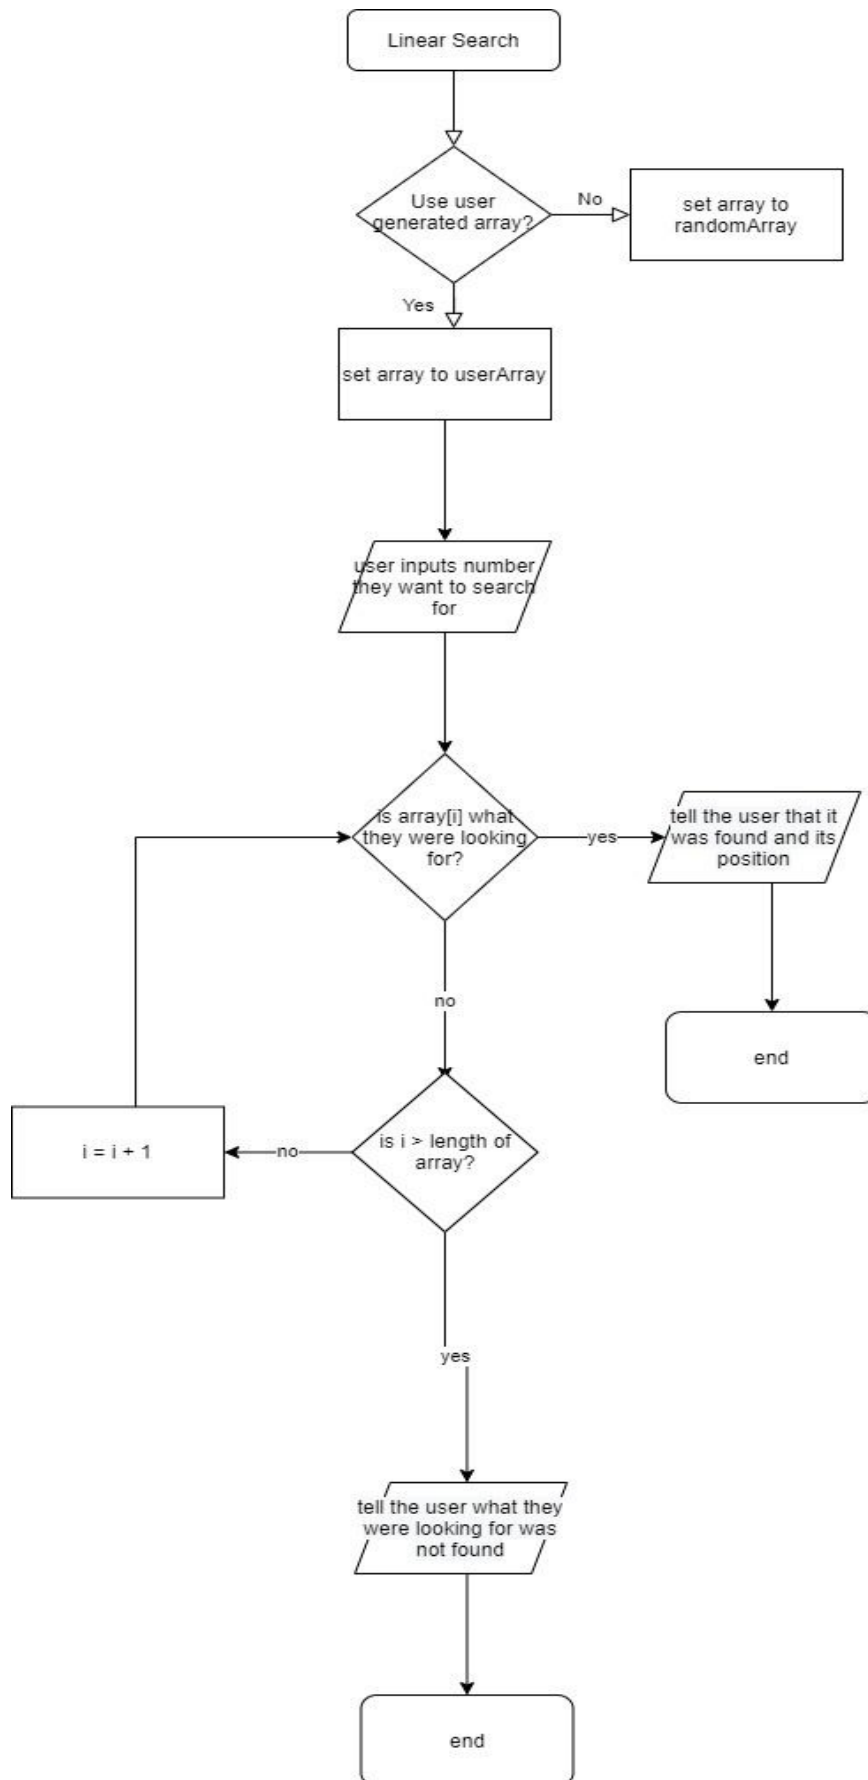 Linear Search
Use user
generated array?
No
set array to
randomArray
Yes
set array to userArray
user inputs number
they want to search
for
is array[i] what
they were looking
for?
yes
tell the user that it
was found and its
position
no
end
is i > length of
array?
no
i = i + 1
yes
tell the user what they
were looking for was
not found
end